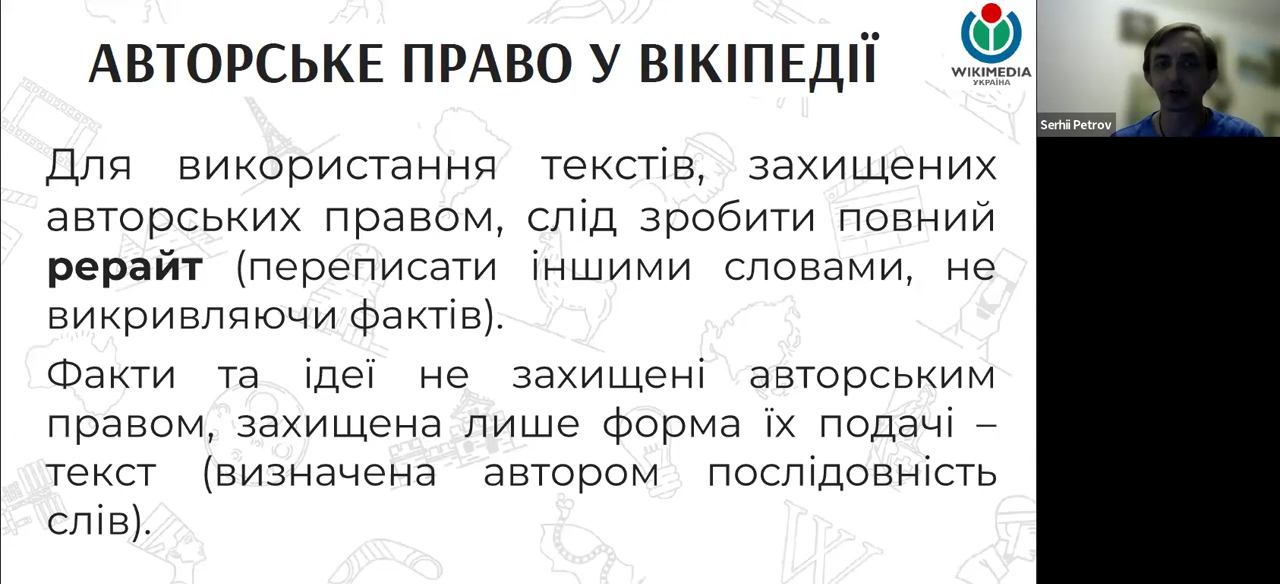 АВТОРСЬКЕ ПРАВО У ВІКІПЕДІЇ
WIKIMEDIA
УКРАЇНА
Serhii Petrov
Для використання текстів, захищених
авторських правом, слід зробити повний
рерайт (переписати іншими словами, не
викривляючи фактів).
Факти та ідеї не захищені авторським
правом, захищена лише форма їх подачі –
текст (визначена автором послідовність
слів).